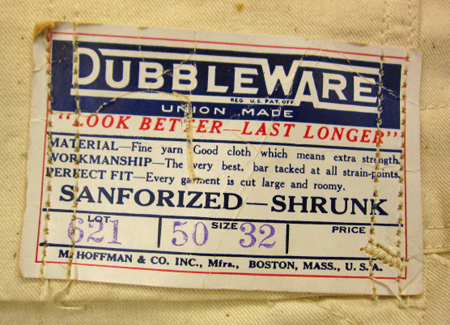 DUBBLEWARE
REG. U.S. PAT. OFF.
UNION MADE
"LOOK BETTER—LAST LONGER"
MATERIAL—Fine yarn Good cloth which means extra strength.
WORKMANSHIP—The very best, bar tacked at all strain-points.
PERFECT FIT—Every garment is cut large and roomy.
SANFORIZED—SHRUNK
LOT SIZE PRICE
621 50 32
M. HOFFMAN & CO. INC., Mfrs., BOSTON, MASS., U. S. A.